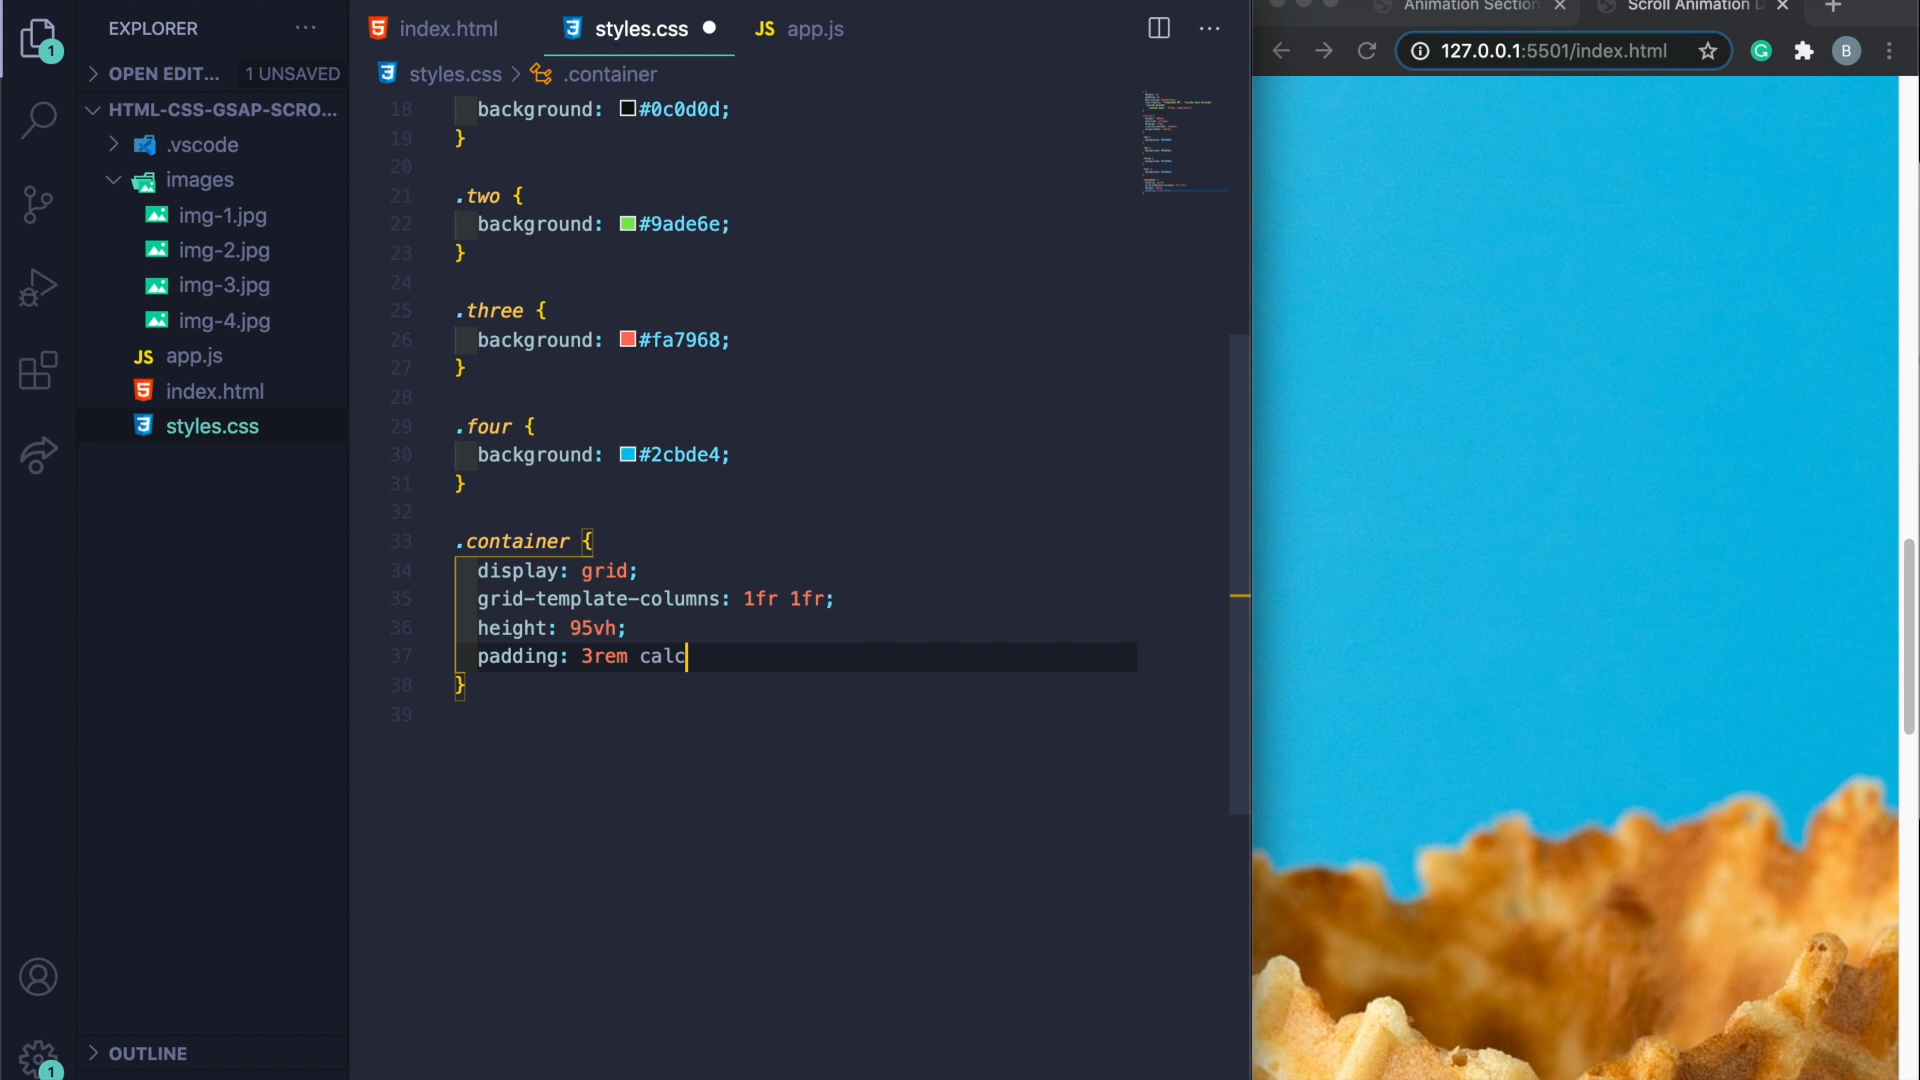 EXPLORER
OPEN EDIT... 1 UNSAVED
HTML-CSS-GSAP-SCRO...
.vscode
images
img-1.jpg
img-2.jpg
img-3.jpg
img-4.jpg
JS app.js
index.html
styles.css
OUTLINE
1
1
index.html styles.css JS app.js
styles.css > .container
18 background: #0c0d0d;
19 }
20
21 .two {
22 background: #9ade6e;
23 }
24
25 .three {
26 background: #fa7968;
27 }
28
29 .four {
30 background: #2cbde4;
31 }
32
33 .container {
34 display: grid;
35 grid-template-columns: 1fr 1fr;
36 height: 95vh;
37 padding: 3rem calc
38 }
39
Animation Section Scroll Animation
127.0.0.1:5501/index.html
G
B